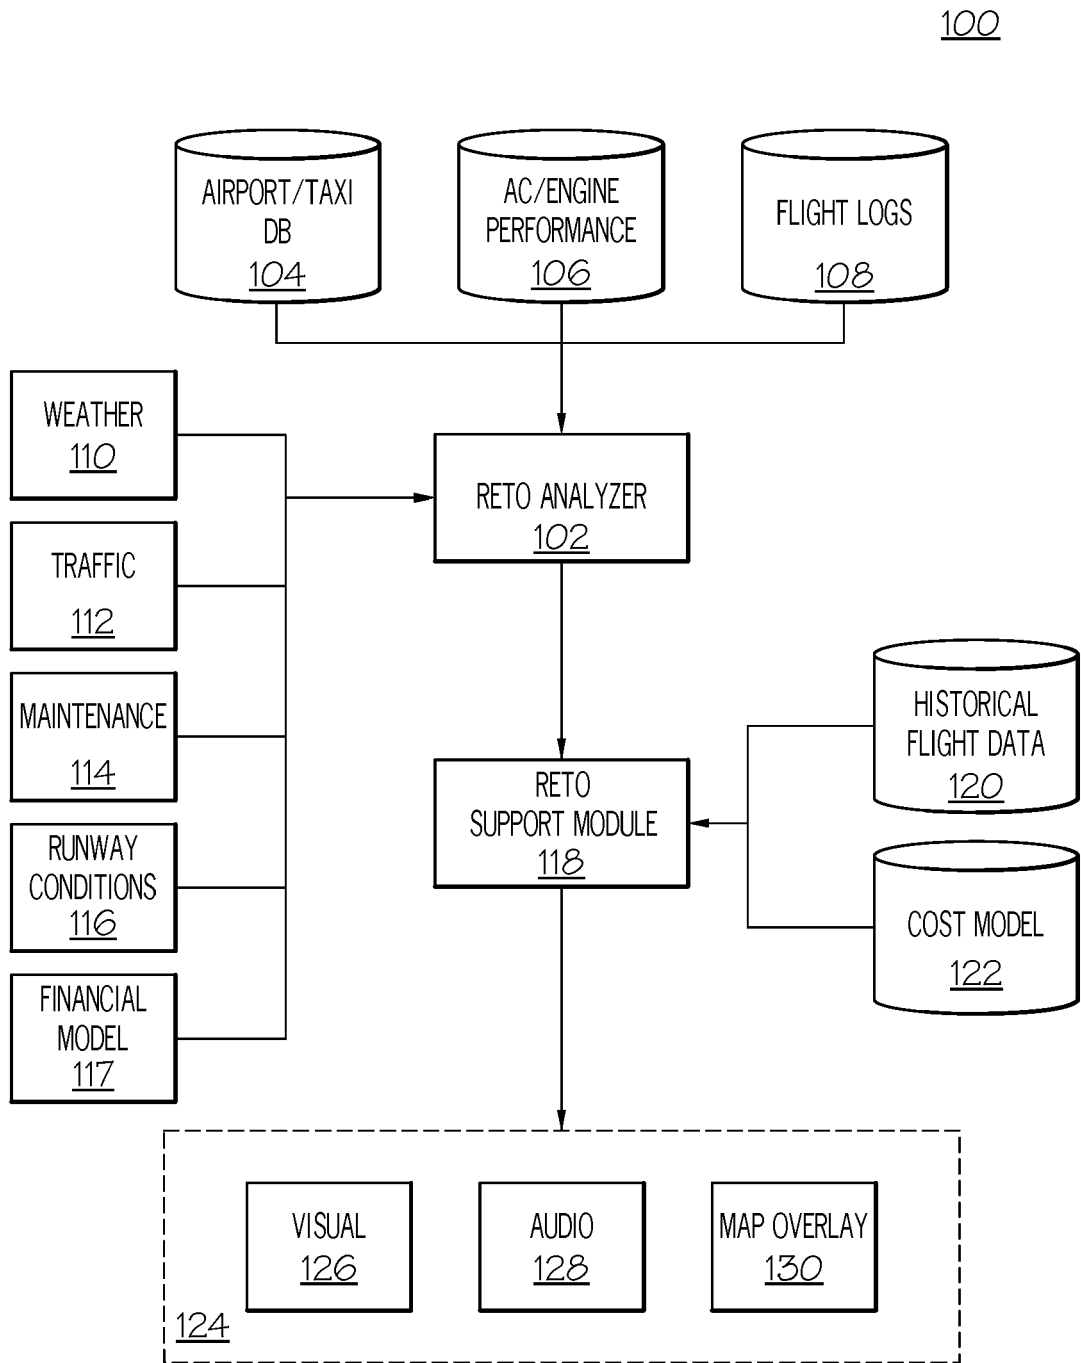 100
AIRPORT/TAXI
DB
104
AC/ENGINE
PERFORMANCE
106
FLIGHT LOGS
108
WEATHER
110
TRAFFIC
112
MAINTENANCE
114
RUNWAY
CONDITIONS
116
FINANCIAL
MODEL
117
RETO ANALYZER
102
RETO
SUPPORT MODULE
118
HISTORICAL
FLIGHT DATA
120
COST MODEL
122
VISUAL
126
AUDIO
128
MAP OVERLAY
130
124